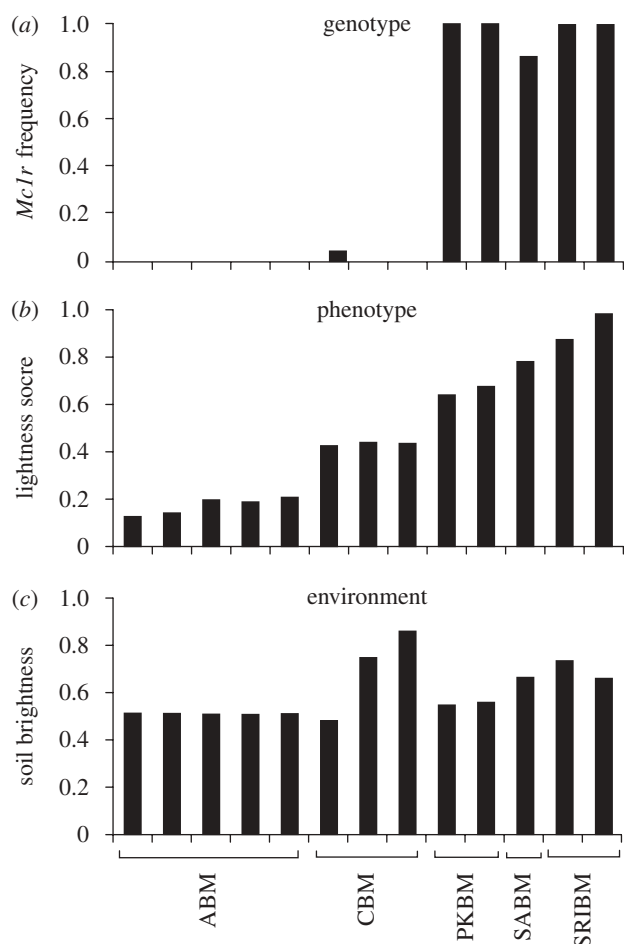 (a) genotype
Mc1r frequency
1.0
0.8
0.6
0.4
0.2
0
(b) phenotype
lightness socre
1.0
0.8
0.6
0.4
0.2
0
(c) environment
soil brightness
1.0
0.8
0.6
0.4
0.2
0
ABM
CBM
PKBM
SABM
SRIBM